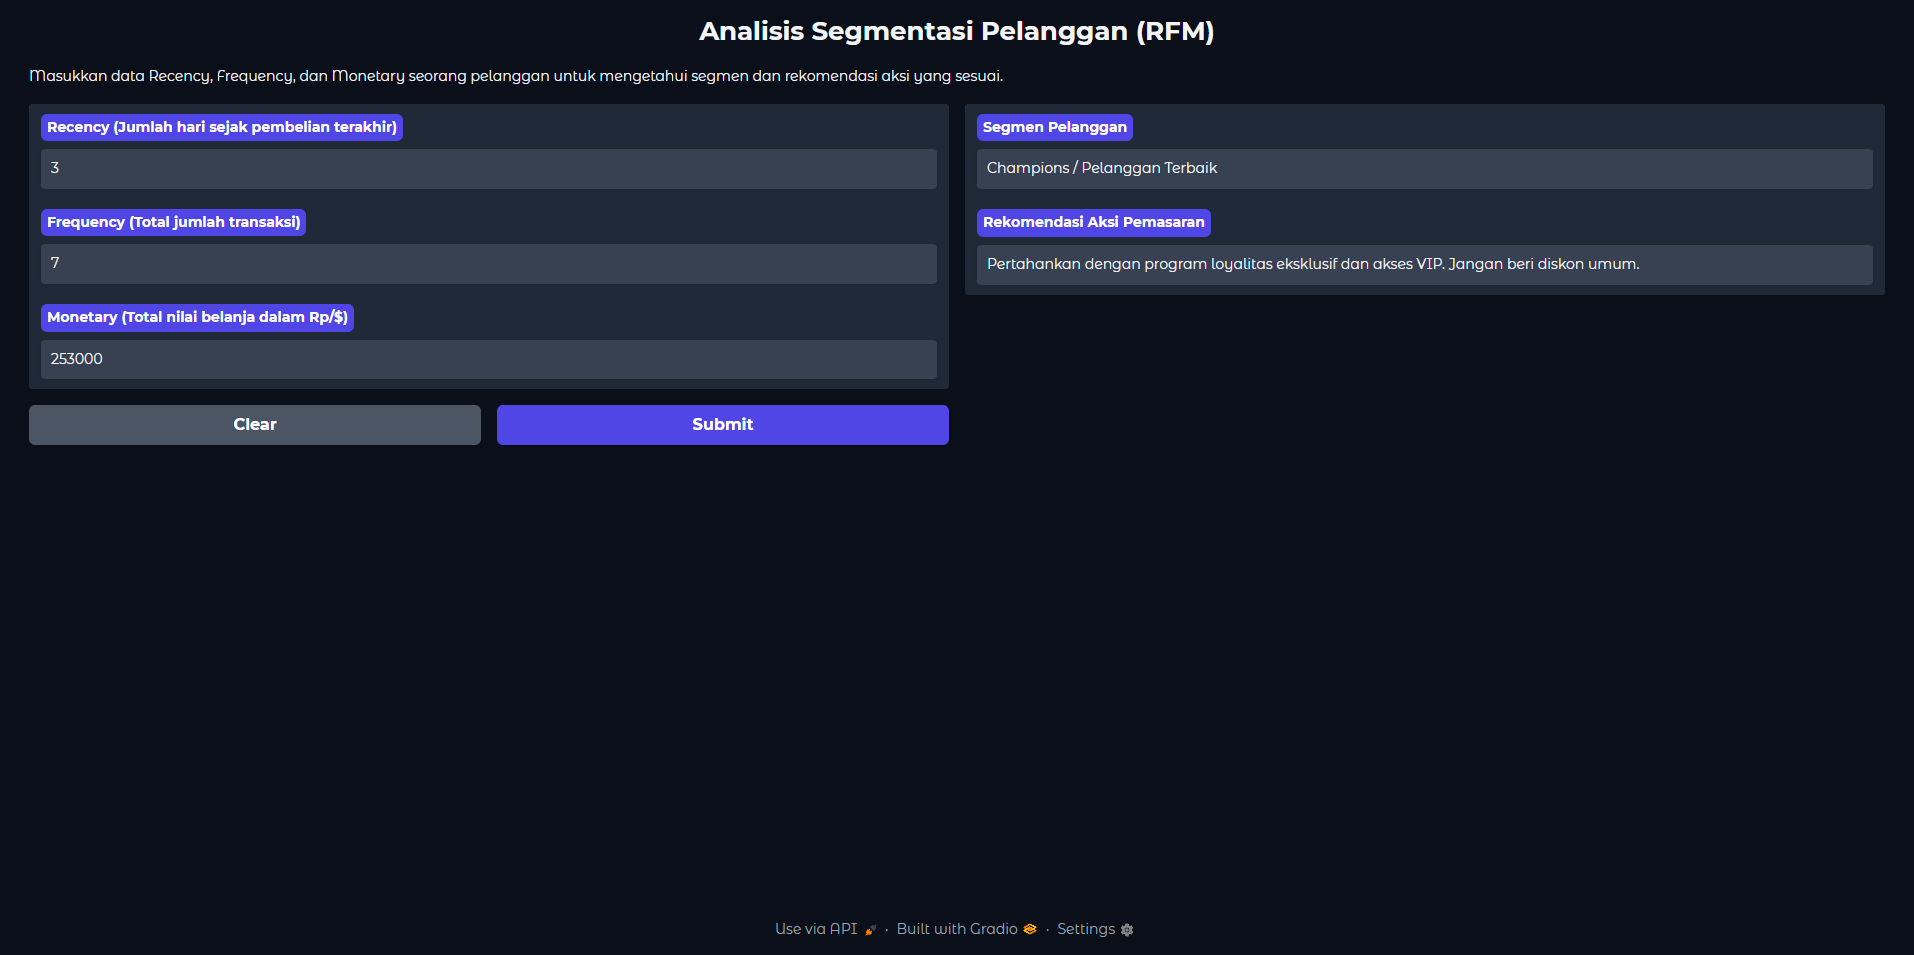 Analisis Segmentasi Pelanggan (RFM)
Masukkan data Recency, Frequency, dan Monetary seorang pelanggan untuk mengetahui segmen dan rekomendasi aksi yang sesuai.
Recency (Jumlah hari sejak pembelian terakhir)
3
Frequency (Total jumlah transaksi)
7
Monetary (Total nilai belanja dalam Rp/$)
253000
Clear
Submit
Segmen Pelanggan
Champions / Pelanggan Terbaik
Rekomendasi Aksi Pemasaran
Pertahankan dengan program loyalitas eksklusif dan akses VIP. Jangan beri diskon umum.
Use via API · Built with Gradio · Settings